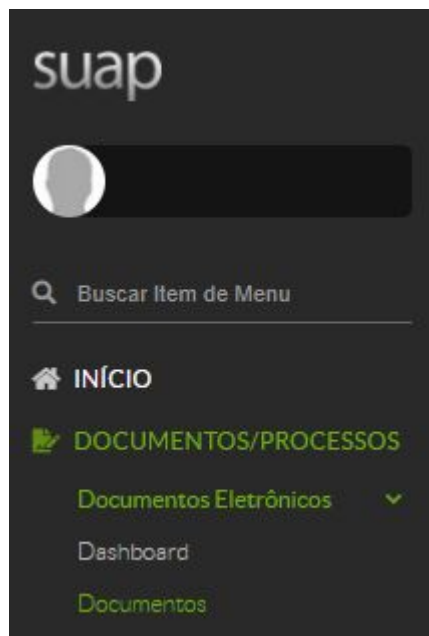 suap
Buscar Item de Menu
INÍCIO
DOCUMENTOS/PROCESSOS
Documentos Eletrônicos
Dashboard
Documentos